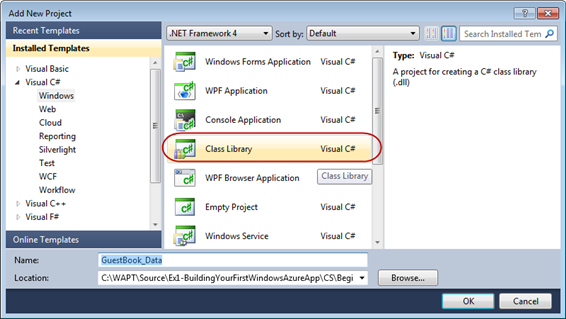 Add New Project
Recent Templates
Installed Templates
Visual Basic
Visual C#
Windows
Web
Cloud
Reporting
Silverlight
Test
WCF
Workflow
Visual C++
Visual F#
Online Templates
.NET Framework 4 Sort by: Default
Search Installed Tem
Windows Forms Application Visual C#
WPF Application Visual C#
Console Application Visual C#
Class Library Visual C#
WPF Browser Application Class Library
Empty Project Visual C#
Windows Service Visual C#
Type: Visual C#
A project for creating a C# class library
(.dll)
Name: GuestBook_Data
Location: C:\WAPT\Source\Ex1-BuildingYourFirstWindowsAzureApp\CS\Begi Browse...
OK Cancel